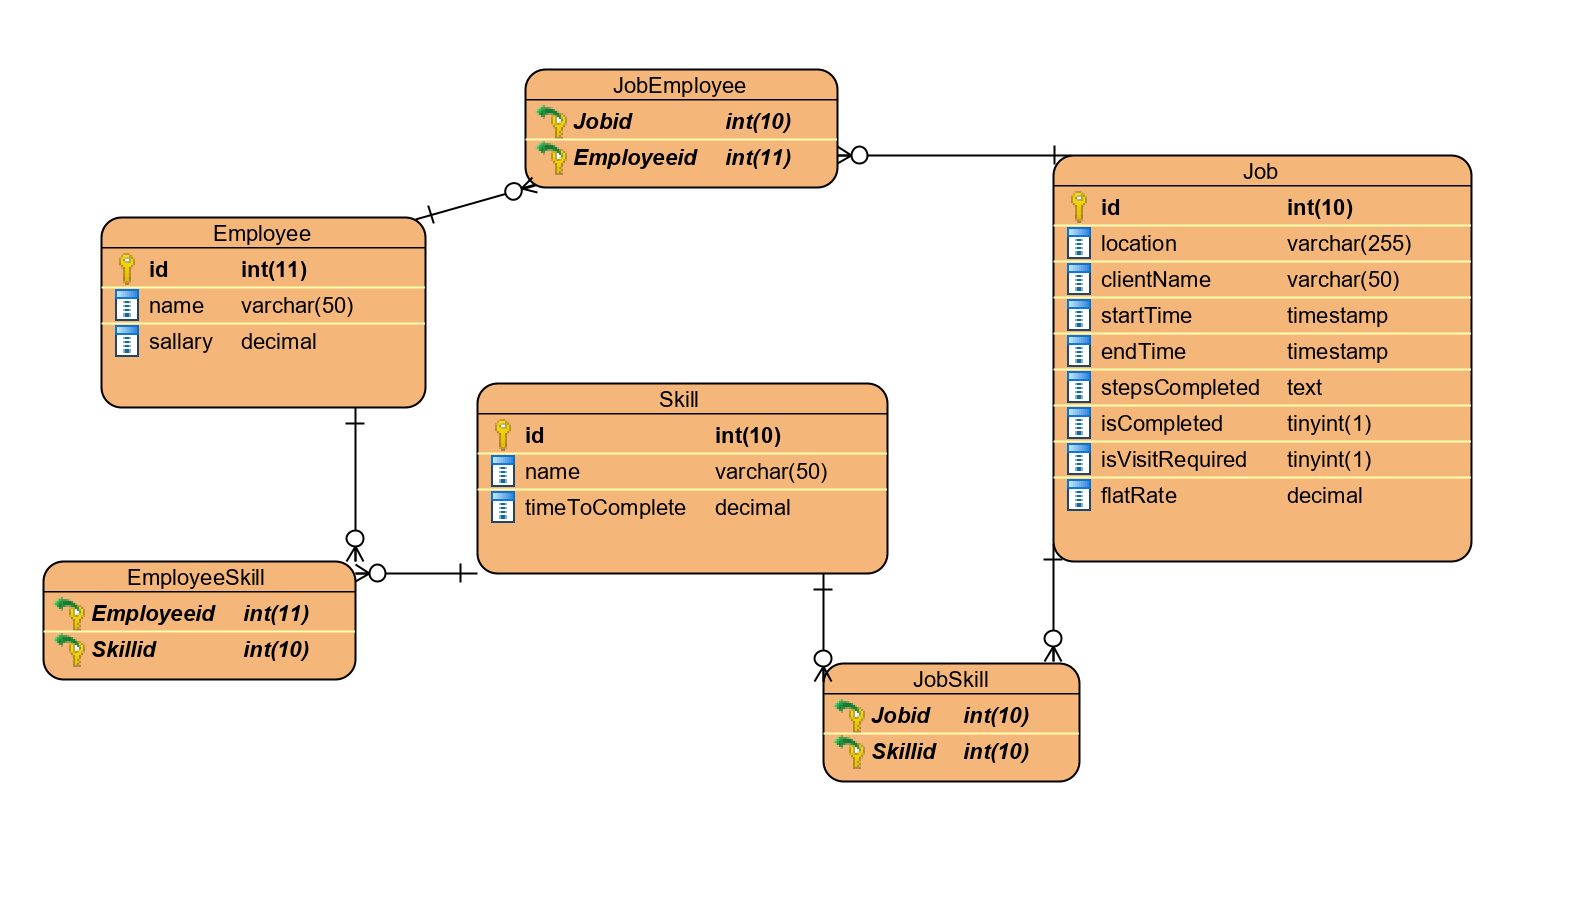 JobEmployee
Jobid int(10)
Employeeid int(11)
Job
id int(10)
location varchar(255)
clientName varchar(50)
startTime timestamp
endTime timestamp
stepsCompleted text
isCompleted tinyint(1)
isVisitRequired tinyint(1)
flatRate decimal
Employee
id int(11)
name varchar(50)
sallary decimal
Skill
id int(10)
name varchar(50)
timeToComplete decimal
EmployeeSkill
Employeeid int(11)
Skillid int(10)
JobSkill
Jobid int(10)
Skillid int(10)